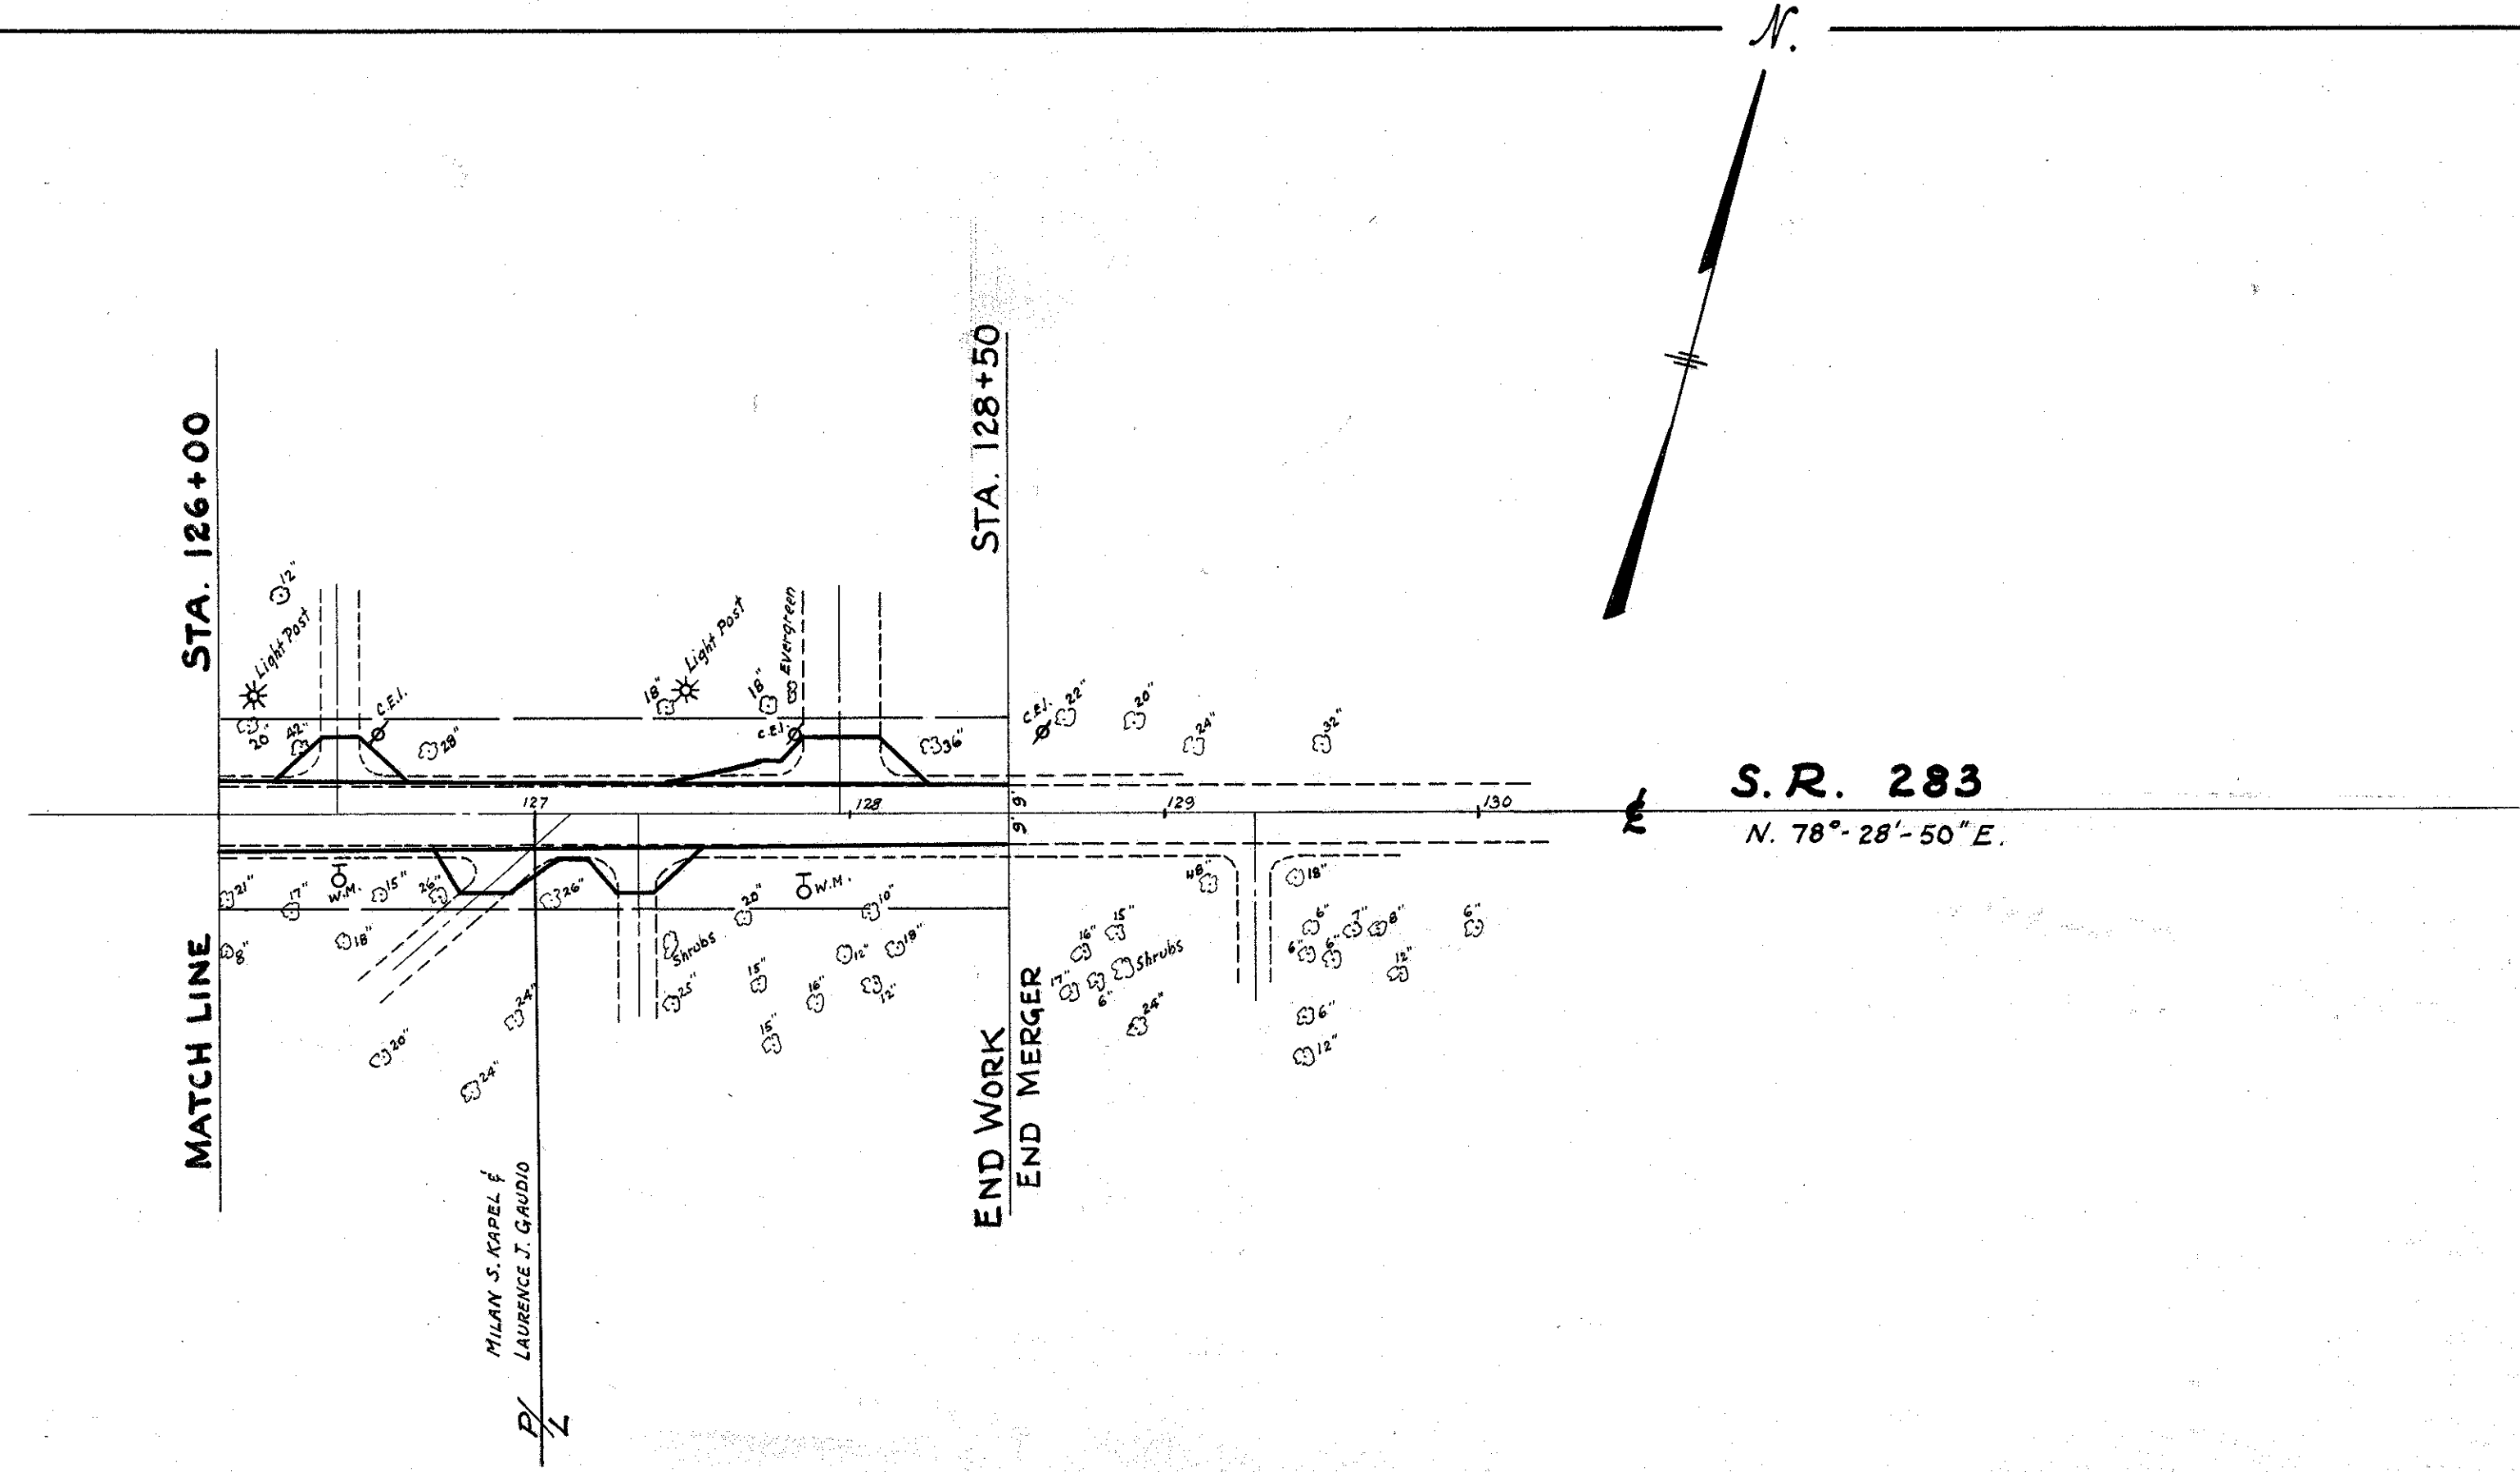 N.
STA. 126+00
STA. 128+50
12"
Light Post
20"
42"
C.E.I.
28"
18"
Light Post
18"
Evergreen
C.E.I.
36"
C.E.I.
22"
20"
24"
32"
127
128
9'
9'
129
130
℄
S.R. 283
N. 78°-28'-50"E.
21"
17"
W.M.
15"
26"
26"
20"
W.M.
10"
48"
18"
8"
18"
Shrubs
12"
18"
16"
15"
Shrubs
6"
7"
8"
6"
6"
6"
12"
25"
15"
16"
12"
17"
6"
24"
24"
20"
24"
15"
6"
12"
MATCH LINE
END WORK
END MERGER
MILAN S. KAPEL &
LAURENCE J. GAUDIO
P/L